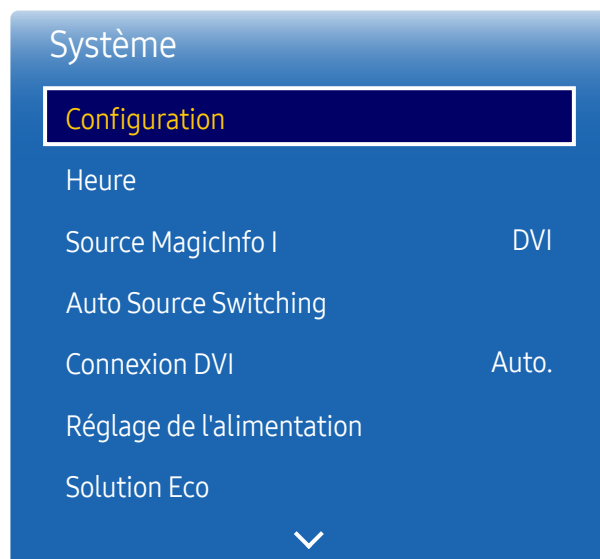 Système
Configuration
Heure
Source MagicInfo I DVI
Auto Source Switching
Connexion DVI Auto.
Réglage de l'alimentation
Solution Eco